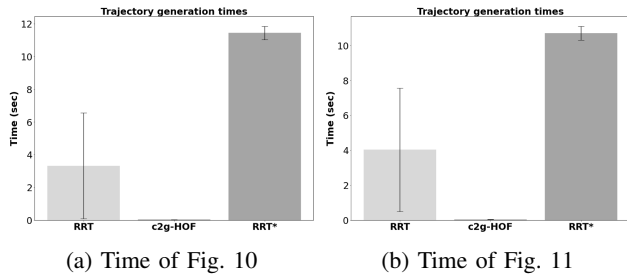 Trajectory generation times
12
10
8
6
4
2
0
Time (sec)
RRT c2g-HOF RRT*
(a) Time of Fig. 10
Trajectory generation times
10
8
6
4
2
0
Time (sec)
RRT c2g-HOF RRT*
(b) Time of Fig. 11